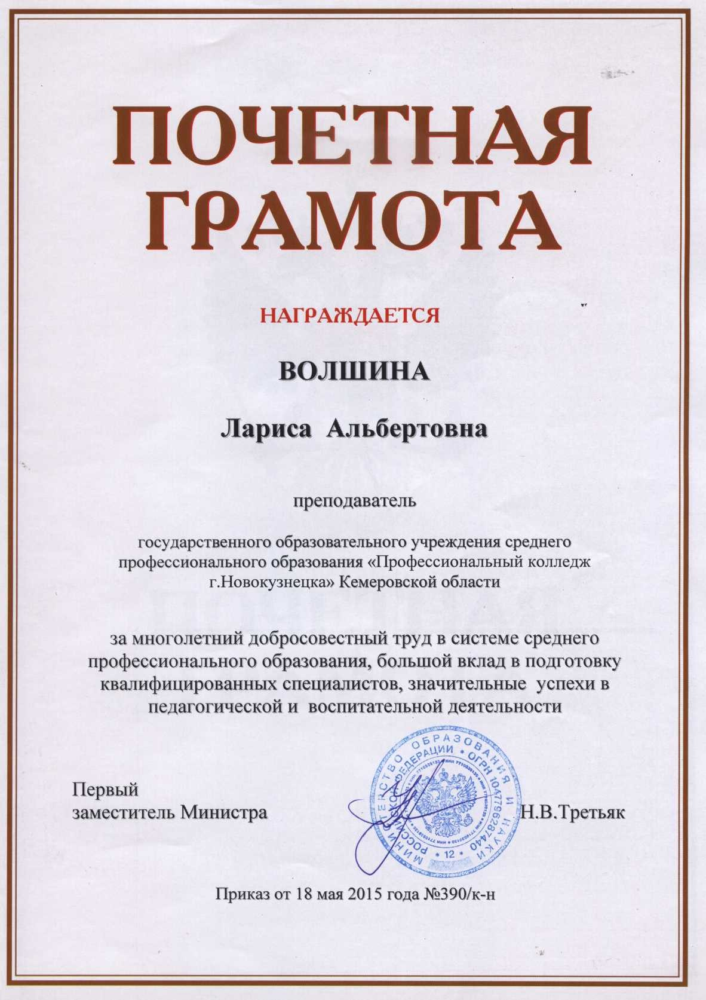 ПОЧЕТНАЯ
ГРАМОТА
НАГРАЖДАЕТСЯ
ВОЛШИНА
Лариса Альбертовна
преподаватель
государственного образовательного учреждения среднего
профессионального образования «Профессиональный колледж
г.Новокузнецка» Кемеровской области
за многолетний добросовестный труд в системе среднего
профессионального образования, большой вклад в подготовку
квалифицированных специалистов, значительные успехи в
педагогической и воспитательной деятельности
Первый
заместитель Министра
Н.В.Третьяк
МИНИСТЕРСТВО ОБРАЗОВАНИЯ И НАУКИ
РОССИЙСКОЙ ФЕДЕРАЦИИ * ОГРН 1047796287440
* 12 *
Приказ от 18 мая 2015 года №390/к-н